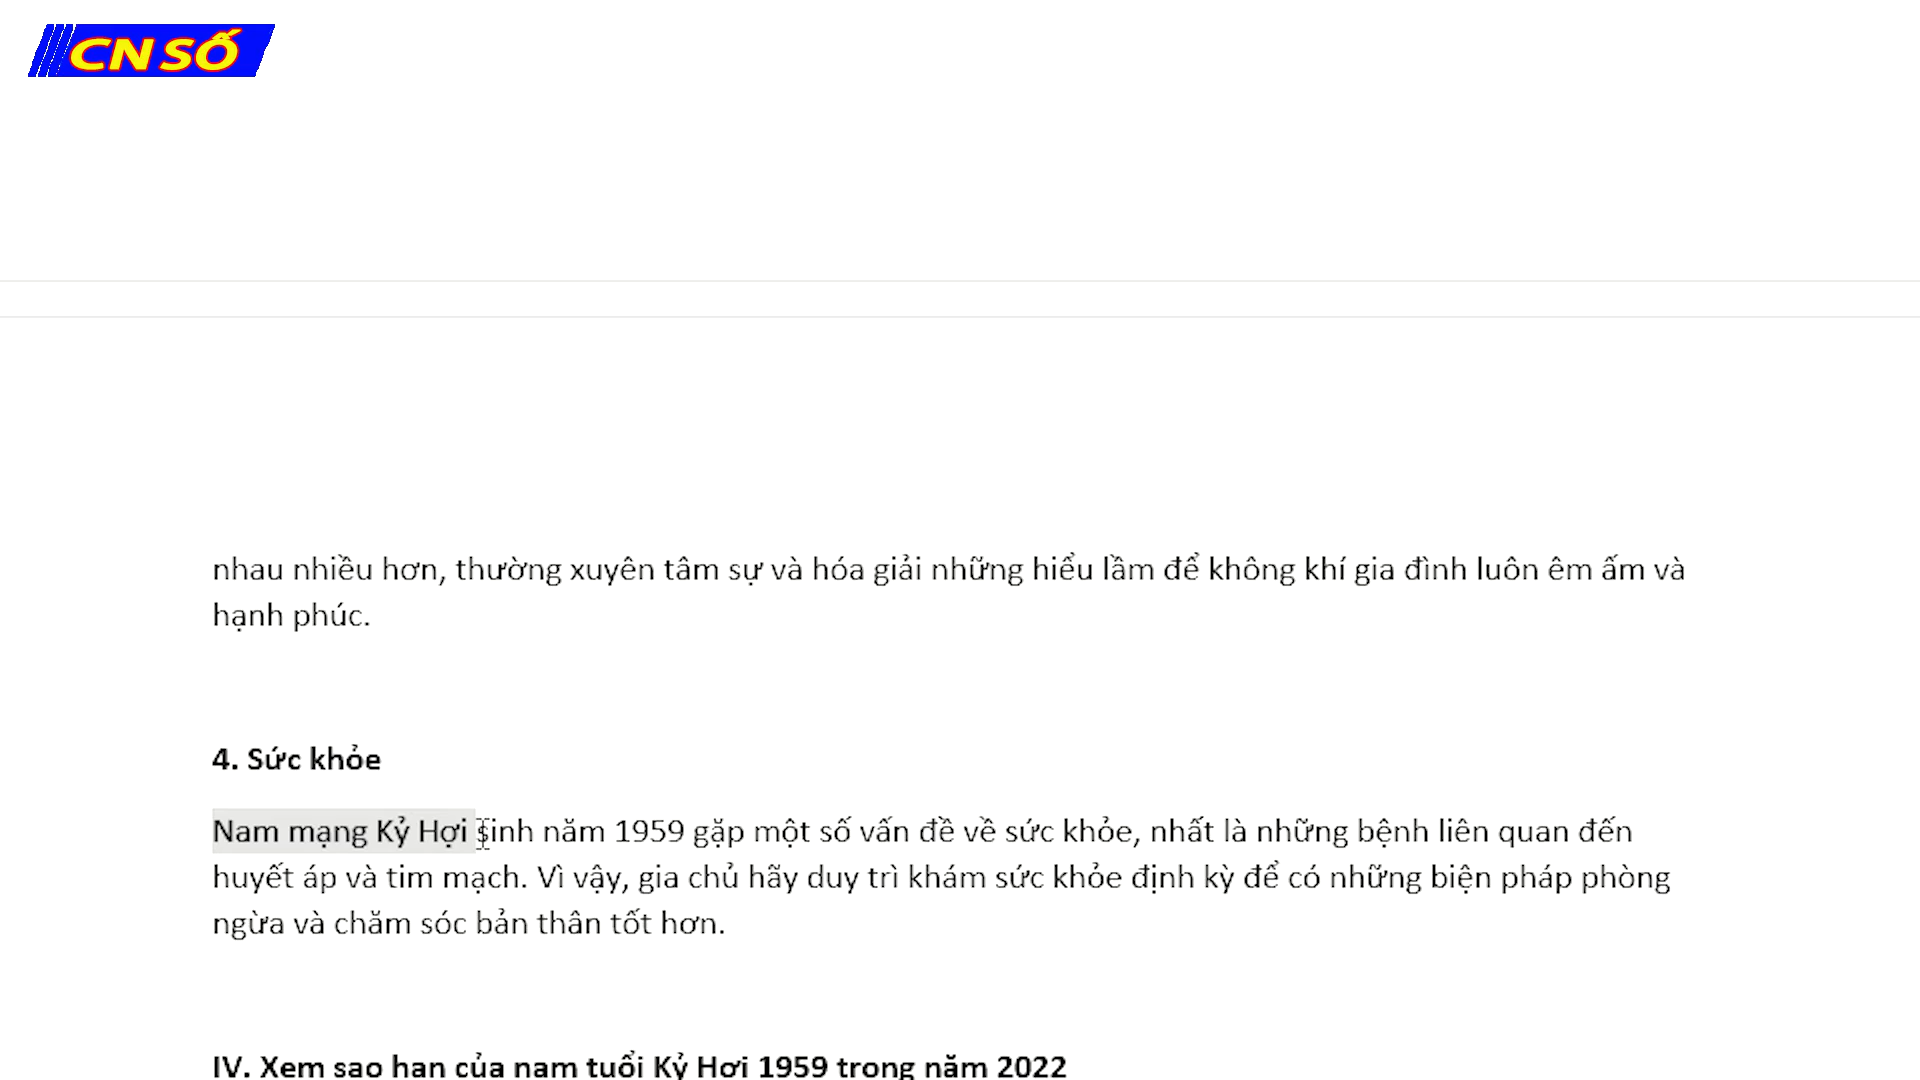 CN SỐ
nhau nhiều hơn, thường xuyên tâm sự và hóa giải những hiểu lầm để không khí gia đình luôn êm ấm và
hạnh phúc.
4. Sức khỏe
Nam mạng Kỷ Hợi sinh năm 1959 gặp một số vấn đề về sức khỏe, nhất là những bệnh liên quan đến
huyết áp và tim mạch. Vì vậy, gia chủ hãy duy trì khám sức khỏe định kỳ để có những biện pháp phòng
ngừa và chăm sóc bản thân tốt hơn.
IV. Xem sao hạn của nam tuổi Kỷ Hợi 1959 trong năm 2022